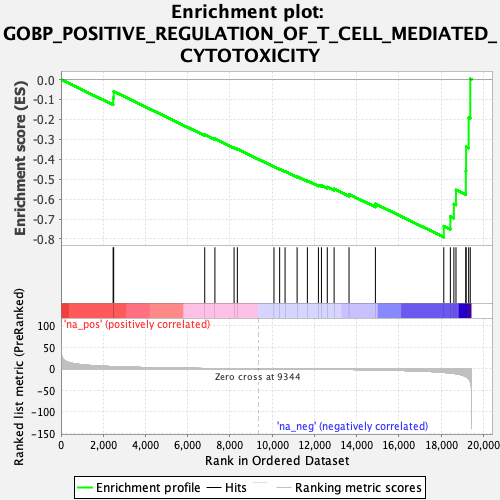 Enrichment plot:
GOBP_POSITIVE_REGULATION_OF_T_CELL_MEDIATED_
CYTOTOXICITY
Enrichment score (ES)
0.0
-0.1
-0.2
-0.3
-0.4
-0.5
-0.6
-0.7
-0.8
'na_pos' (positively correlated)
Ranked list metric (PreRanked)
100
50
0
-50
-100
-150
Zero cross at 9344
'na_neg' (negatively correlated)
0 2,000 4,000 6,000 8,000 10,000 12,000 14,000 16,000 18,000 20,000
Rank in Ordered Dataset
Enrichment profile Hits Ranking metric scores